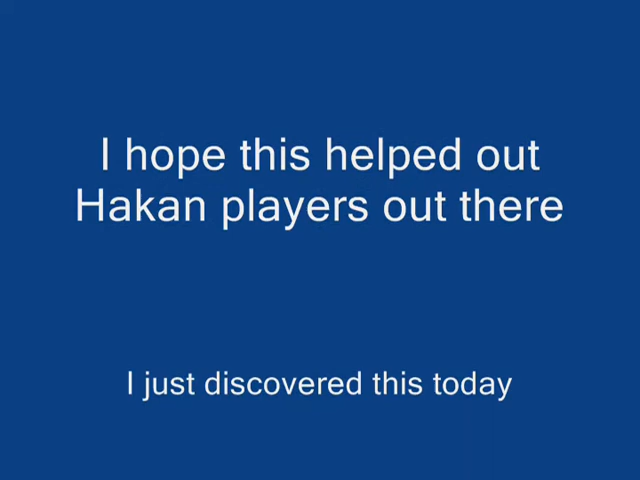 I hope this helped out
Hakan players out there
I just discovered this today